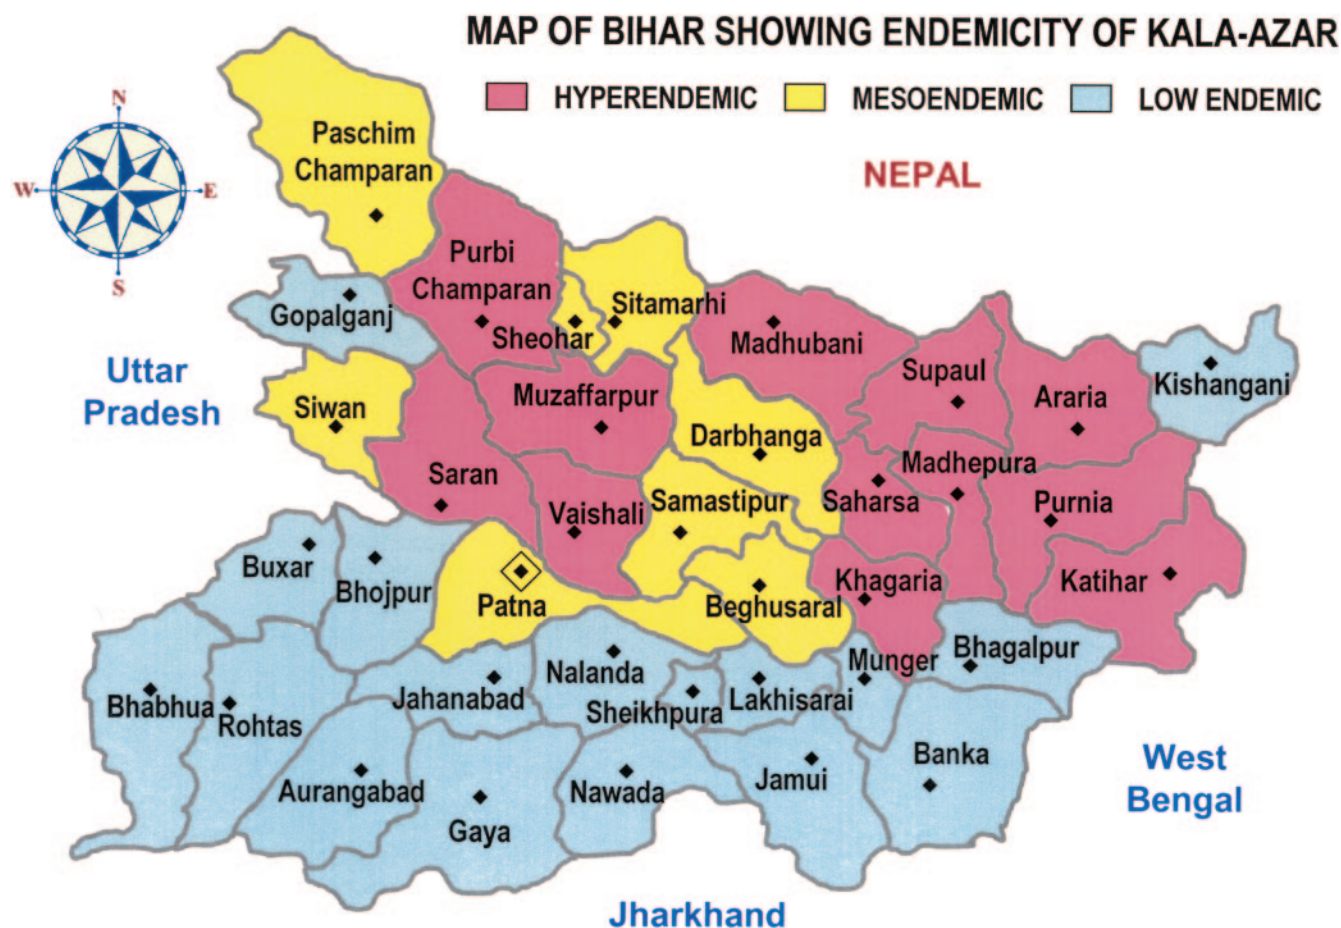 MAP OF BIHAR SHOWING ENDEMICITY OF KALA-AZAR
HYPERENDEMIC
MESOENDEMIC
LOW ENDEMIC
N
W
E
S
NEPAL
Paschim
Champaran
Purbi
Champaran
Gopalganj
Sheohar
Sitamarhi
Madhubani
Supaul
Araria
Kishangani
Uttar
Pradesh
Siwan
Muzaffarpur
Darbhanga
Saran
Vaishali
Samastipur
Saharsa
Madhepura
Purnia
Buxar
Bhojpur
Patna
Beghusaral
Khagaria
Katihar
Bhabhua
Rohtas
Jahanabad
Nalanda
Sheikhpura
Lakhisarai
Munger
Bhagalpur
Aurangabad
Gaya
Nawada
Jamui
Banka
West
Bengal
Jharkhand